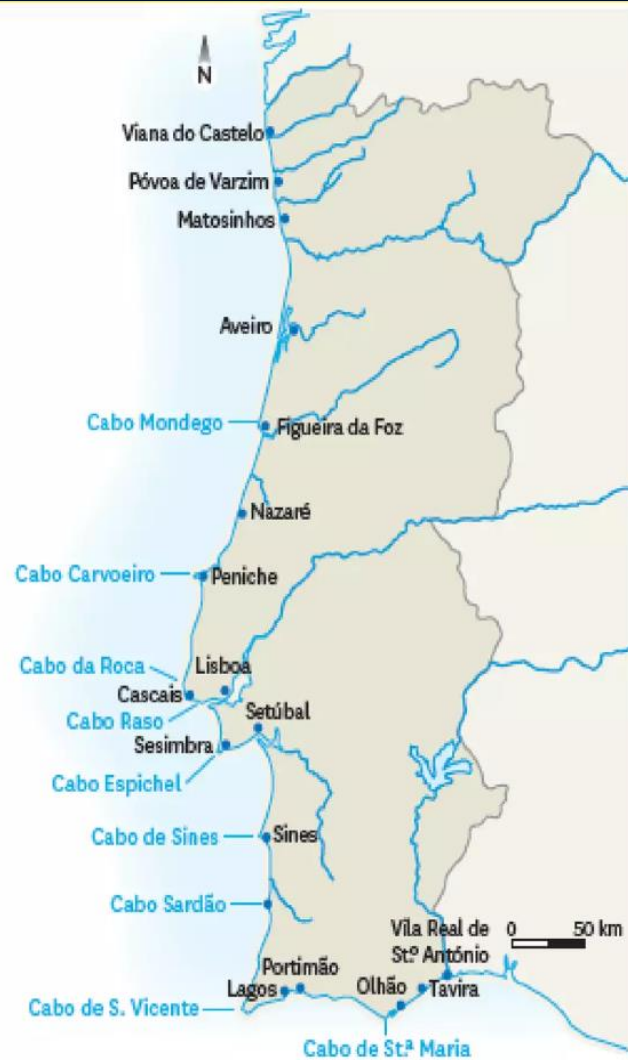 N
Viana do Castelo
Póvoa de Varzim
Matosinhos
Aveiro
Cabo Mondego
Figueira da Foz
Nazaré
Cabo Carvoeiro
Peniche
Cabo da Roca
Lisboa
Cascais
Cabo Raso
Setúbal
Sesimbra
Cabo Espichel
Cabo de Sines
Sines
Cabo Sardão
Vila Real de
St.º António
0 50 km
Portimão
Lagos
Olhão
Tavira
Cabo de S. Vicente
Cabo de St.ª Maria